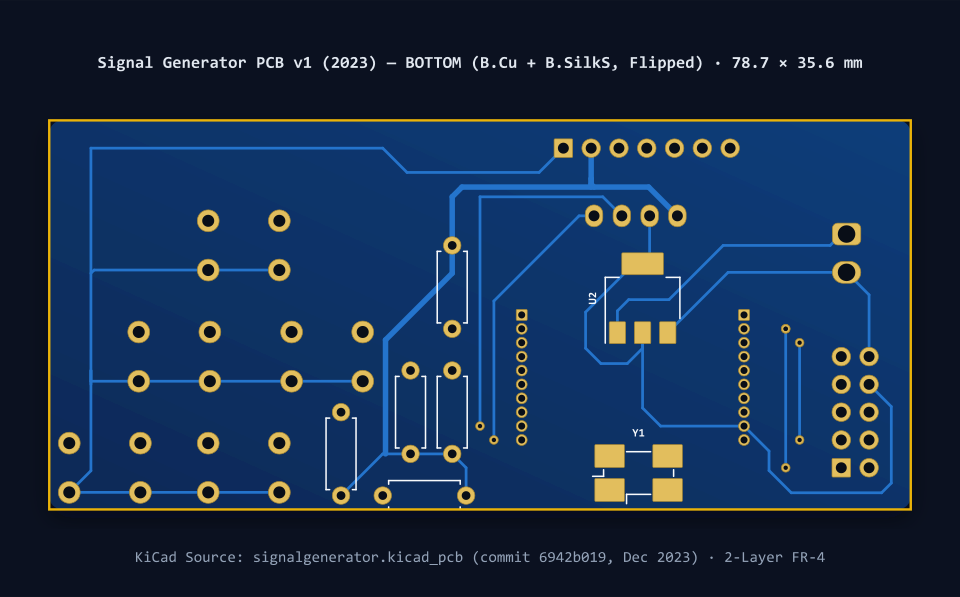 Signal Generator PCB v1 (2023) — BOTTOM (B.Cu + B.SilkS, Flipped) · 78.7 × 35.6 mm
U2
Y1
KiCad Source: signalgenerator.kicad_pcb (commit 6942b019, Dec 2023) · 2-Layer FR-4